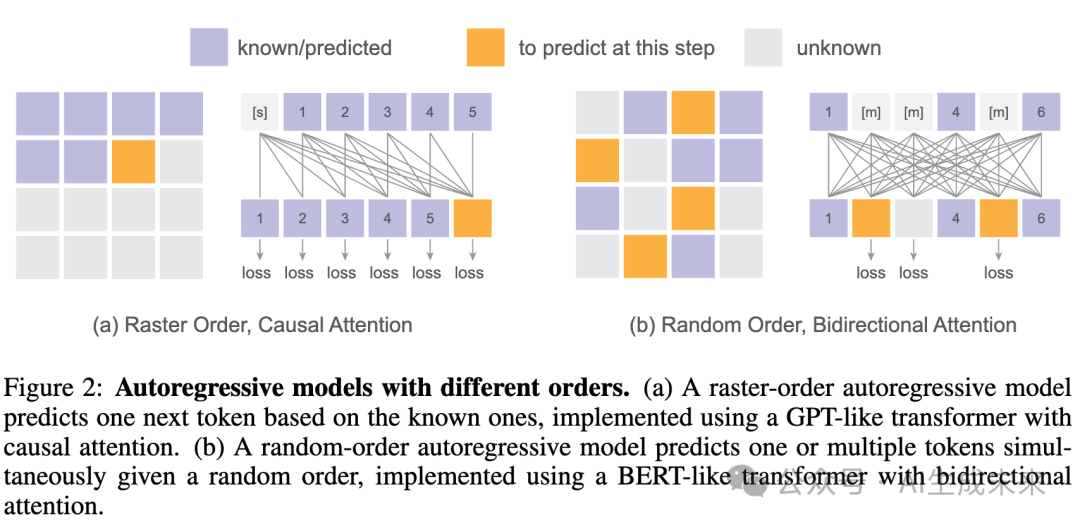 known/predicted to predict at this step unknown
[s] 1 2 3 4 5
1 2 3 4 5
loss loss loss loss loss loss
(a) Raster Order, Causal Attention
1 [m] [m] 4 [m] 6
1 4 6
loss loss loss
(b) Random Order, Bidirectional Attention
Figure 2: Autoregressive models with different orders. (a) A raster-order autoregressive model
predicts one next token based on the known ones, implemented using a GPT-like transformer with
causal attention. (b) A random-order autoregressive model predicts one or multiple tokens simul-
taneously given a random order, implemented using a BERT-like transformer with bidirectional
attention.
公众号 · AI生成未来